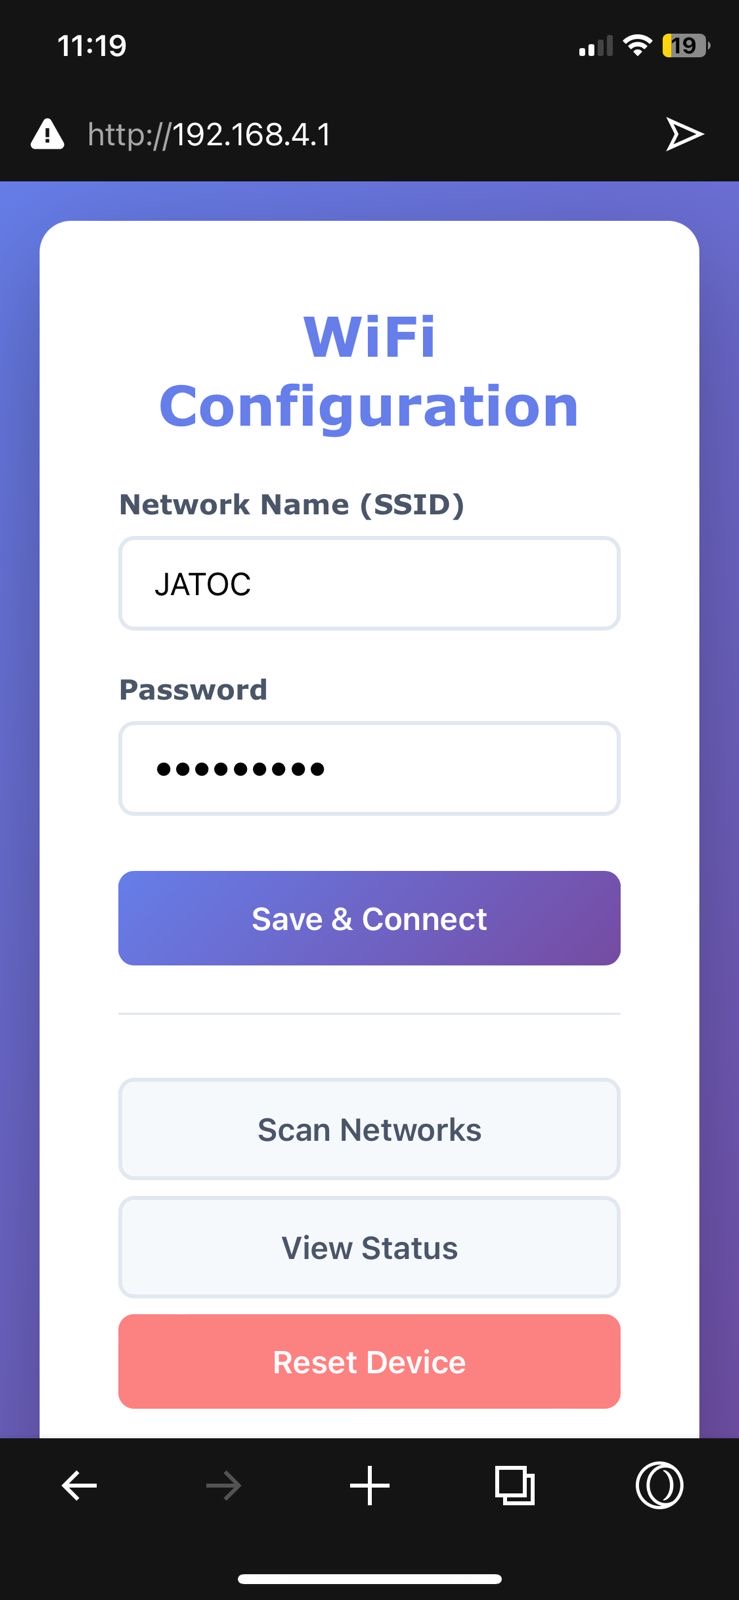 11:19
19
http://192.168.4.1
WiFi
Configuration
Network Name (SSID)
JATOC
Password
•••••••••
Save & Connect
Scan Networks
View Status
Reset Device